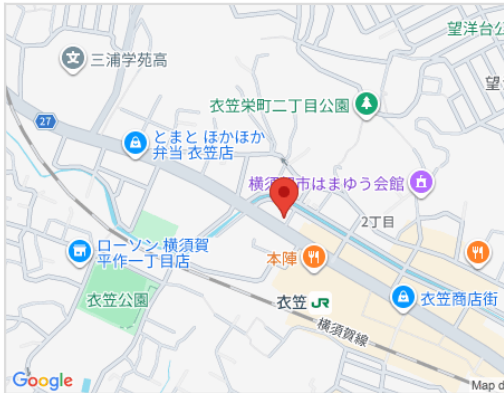 望洋台公
三浦学苑高
望
衣笠栄町二丁目公園
27
とまと ほかほか
弁当 衣笠店
横須賀市はまゆう会館
2丁目
ローソン 横須賀
平作一丁目店
本陣
衣笠公園
衣笠 JR
衣笠商店街
横須賀線
Google
Map d